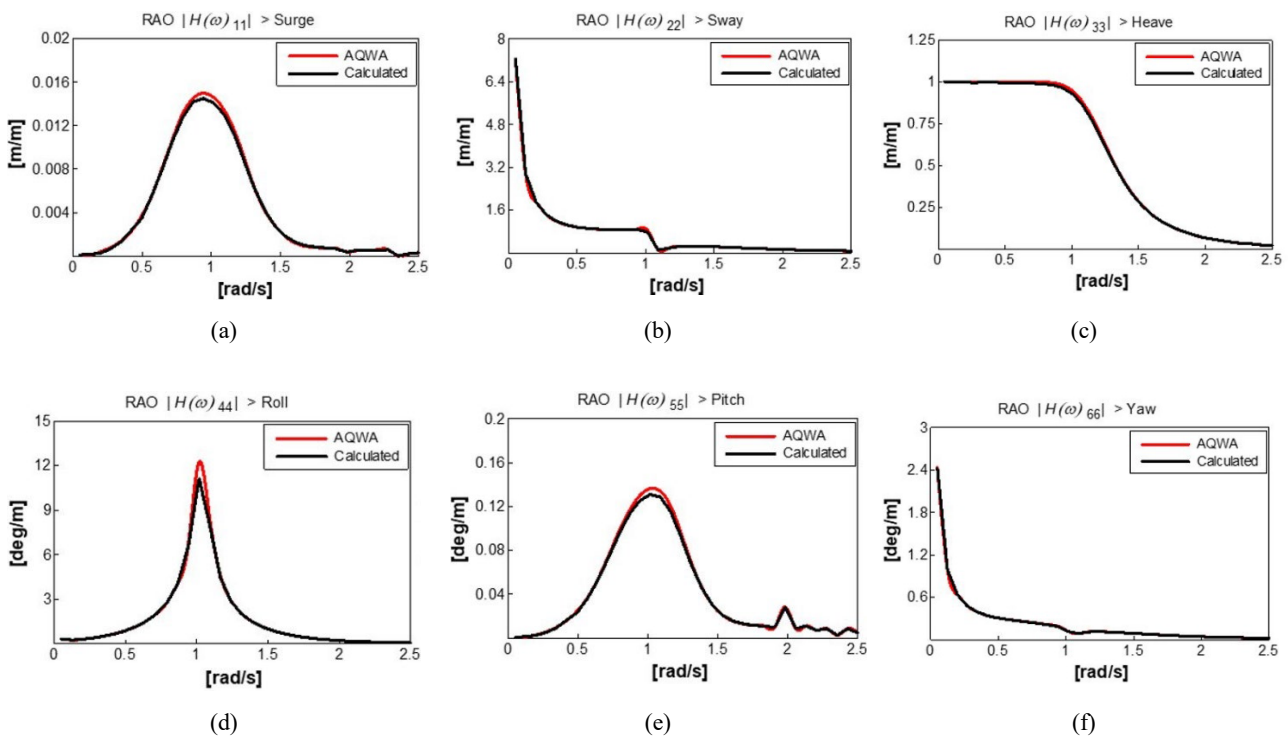 RAO |H(ω)₁₁| > Surge
0.02
0.016
0.012
0.008
0.004
[m/m]
AQWA
Calculated
0 0.5 1 1.5 2 2.5
[rad/s]
(a)
RAO |H(ω)₂₂| > Sway
8
6.4
4.8
3.2
1.6
[m/m]
AQWA
Calculated
0 0.5 1 1.5 2 2.5
[rad/s]
(b)
RAO |H(ω)₃₃| > Heave
1.25
1
0.75
0.5
0.25
[m/m]
AQWA
Calculated
0 0.5 1 1.5 2 2.5
[rad/s]
(c)
RAO |H(ω)₄₄| > Roll
15
12
9
6
3
[deg/m]
AQWA
Calculated
0 0.5 1 1.5 2 2.5
[rad/s]
(d)
RAO |H(ω)₅₅| > Pitch
0.2
0.16
0.12
0.08
0.04
[deg/m]
AQWA
Calculated
0 0.5 1 1.5 2 2.5
[rad/s]
(e)
RAO |H(ω)₆₆| > Yaw
3
2.4
1.8
1.2
0.6
[deg/m]
AQWA
Calculated
0 0.5 1 1.5 2 2.5
[rad/s]
(f)